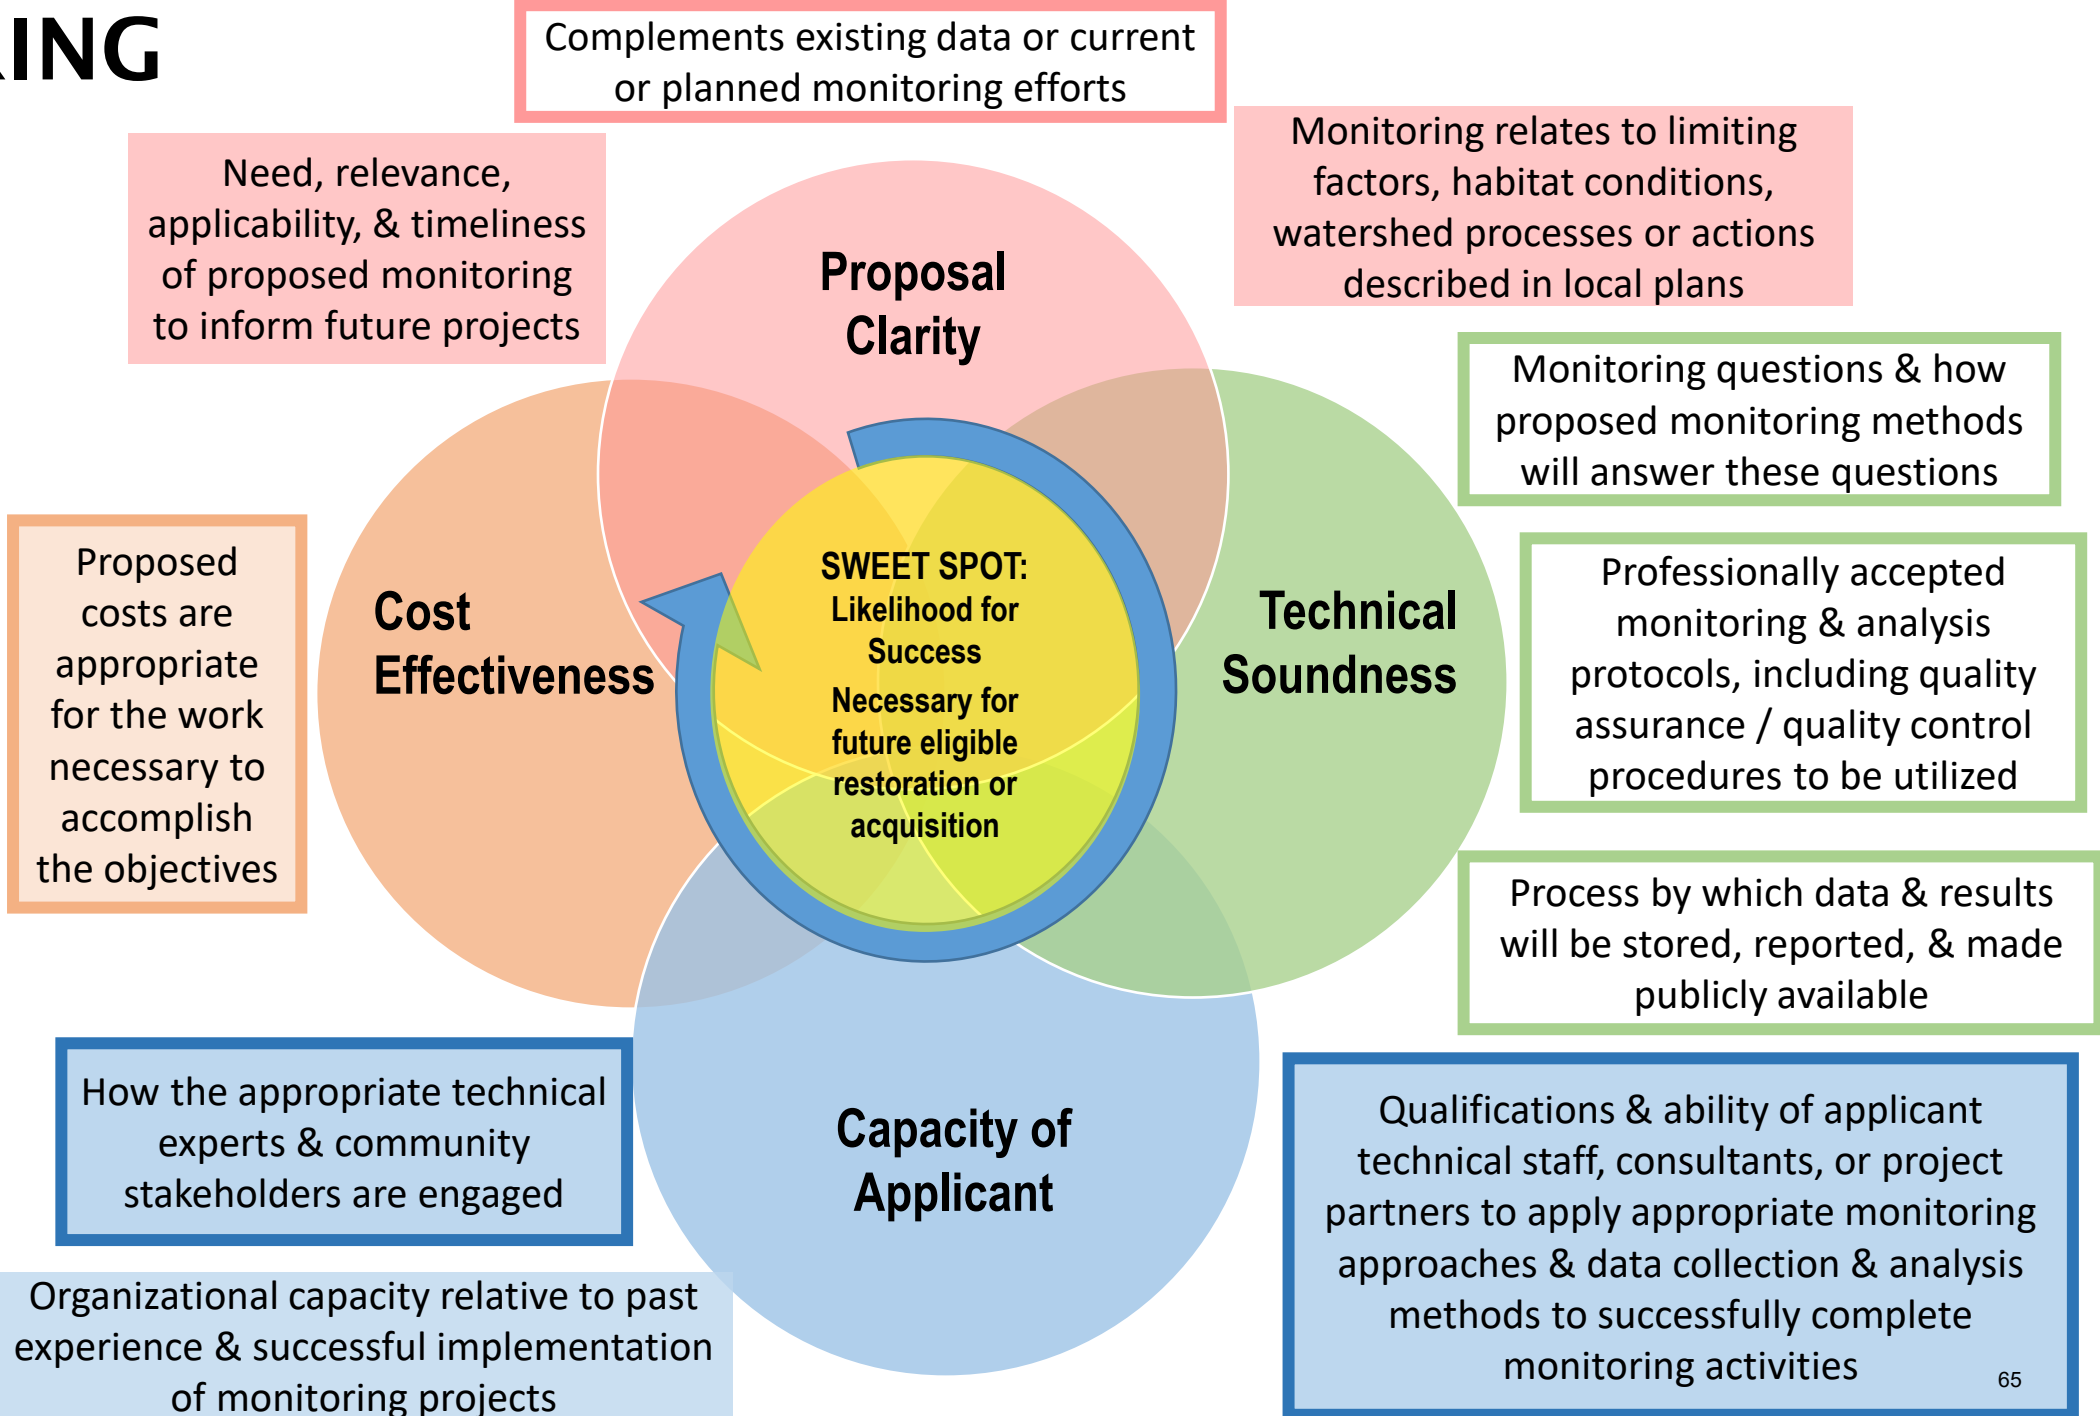 RING
Complements existing data or current
or planned monitoring efforts
Need, relevance,
applicability, & timeliness
of proposed monitoring
to inform future projects
Monitoring relates to limiting
factors, habitat conditions,
watershed processes or actions
described in local plans
Proposal
Clarity
Monitoring questions & how
proposed monitoring methods
will answer these questions
Proposed
costs are
appropriate
for the work
necessary to
accomplish
the objectives
Cost
Effectiveness
SWEET SPOT:
Likelihood for
Success
Necessary for
future eligible
restoration or
acquisition
Technical
Soundness
Professionally accepted
monitoring & analysis
protocols, including quality
assurance / quality control
procedures to be utilized
Process by which data & results
will be stored, reported, & made
publicly available
How the appropriate technical
experts & community
stakeholders are engaged
Capacity of
Applicant
Qualifications & ability of applicant
technical staff, consultants, or project
partners to apply appropriate monitoring
approaches & data collection & analysis
methods to successfully complete
monitoring activities
Organizational capacity relative to past
experience & successful implementation
of monitoring projects
65